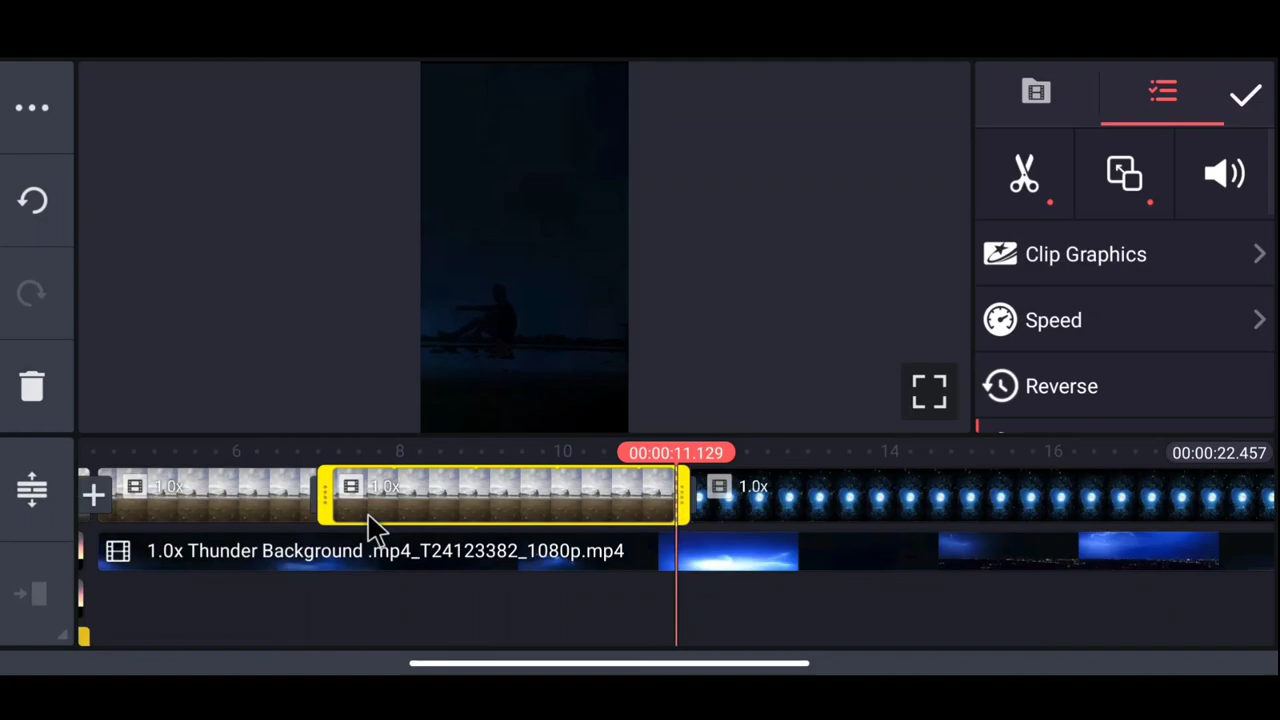 Clip Graphics
Speed
Reverse
6
8
10
00:00:11.129
14
16
00:00:22.457
1.0x
1.0x
1.0x
1.0x Thunder Background .mp4_T24123382_1080p.mp4